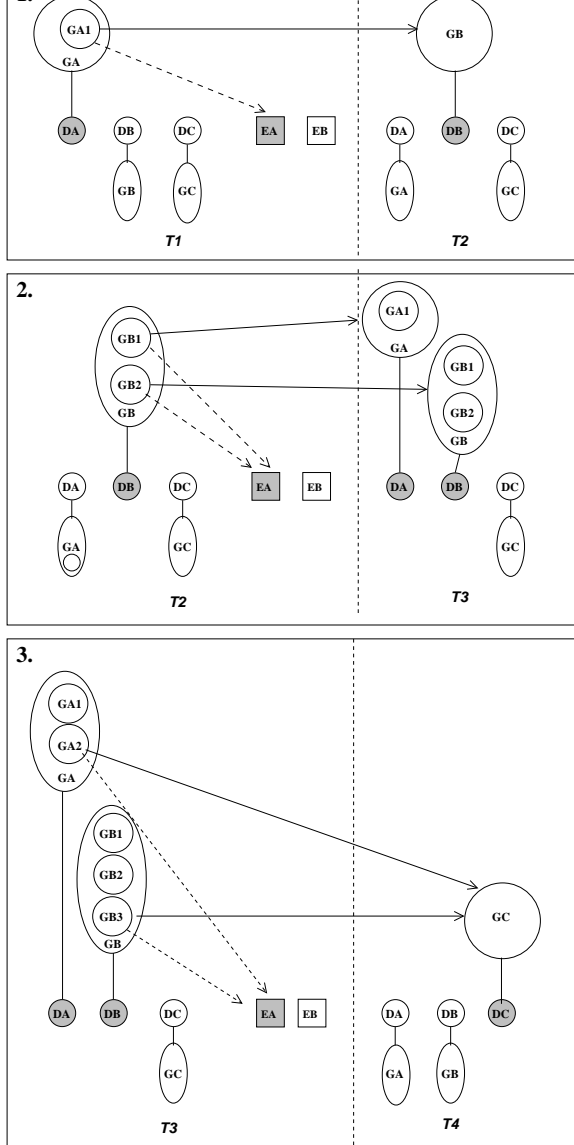 1.
GA1
GB
GA
DA DB DC EA EB DA DB DC
GB GC GA GC
T1 T2
2.
GA1
GB1
GA
GB1
GB2
GB2
GB
GB
DA DB DC EA EB DA DB DC
GA GC GC
T2 T3
3.
GA1
GA2
GA
GB1
GB2
GB3
GC
GB
DA DB DC EA EB DA DB DC
GC GA GB
T3 T4